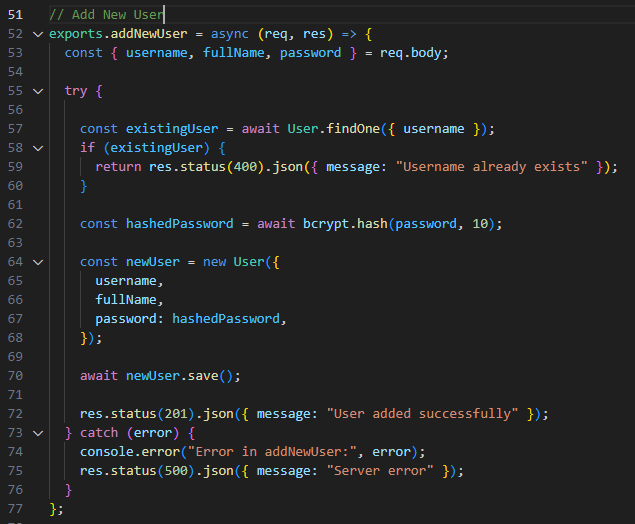 51 // Add New User
52 exports.addNewUser = async (req, res) => {
53   const { username, fullName, password } = req.body;
54
55   try {
56
57     const existingUser = await User.findOne({ username });
58     if (existingUser) {
59       return res.status(400).json({ message: "Username already exists" });
60     }
61
62     const hashedPassword = await bcrypt.hash(password, 10);
63
64     const newUser = new User({
65       username,
66       fullName,
67       password: hashedPassword,
68     });
69
70     await newUser.save();
71
72     res.status(201).json({ message: "User added successfully" });
73   } catch (error) {
74     console.error("Error in addNewUser:", error);
75     res.status(500).json({ message: "Server error" });
76   }
77 };